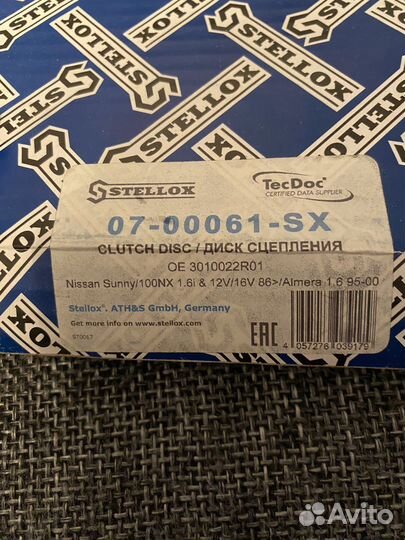 STELLOX
STELLOX
STELLOX
STELLOX
STELLOX
TecDoc
CERTIFIED DATA SUPPLIER
07-00061-SX
CLUTCH DISC / ДИСК СЦЕПЛЕНИЯ
OE 3010022R01
Nissan Sunny/100NX 1.6i & 12V/16V 86>/Almera 1.6 95-00
Stellox®. ATH&S GmbH, Germany
Get more info on www.stellox.com
EAC
4 057276 039179
Avito